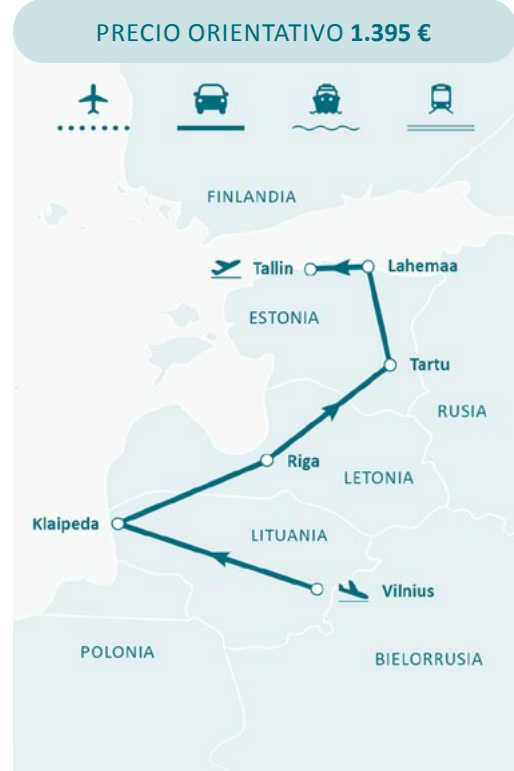 PRECIO ORIENTATIVO 1.395 €
FINLANDIA
Tallin
Lahemaa
ESTONIA
Tartu
RUSIA
Riga
LETONIA
Klaipeda
LITUANIA
Vilnius
POLONIA
BIELORRUSIA